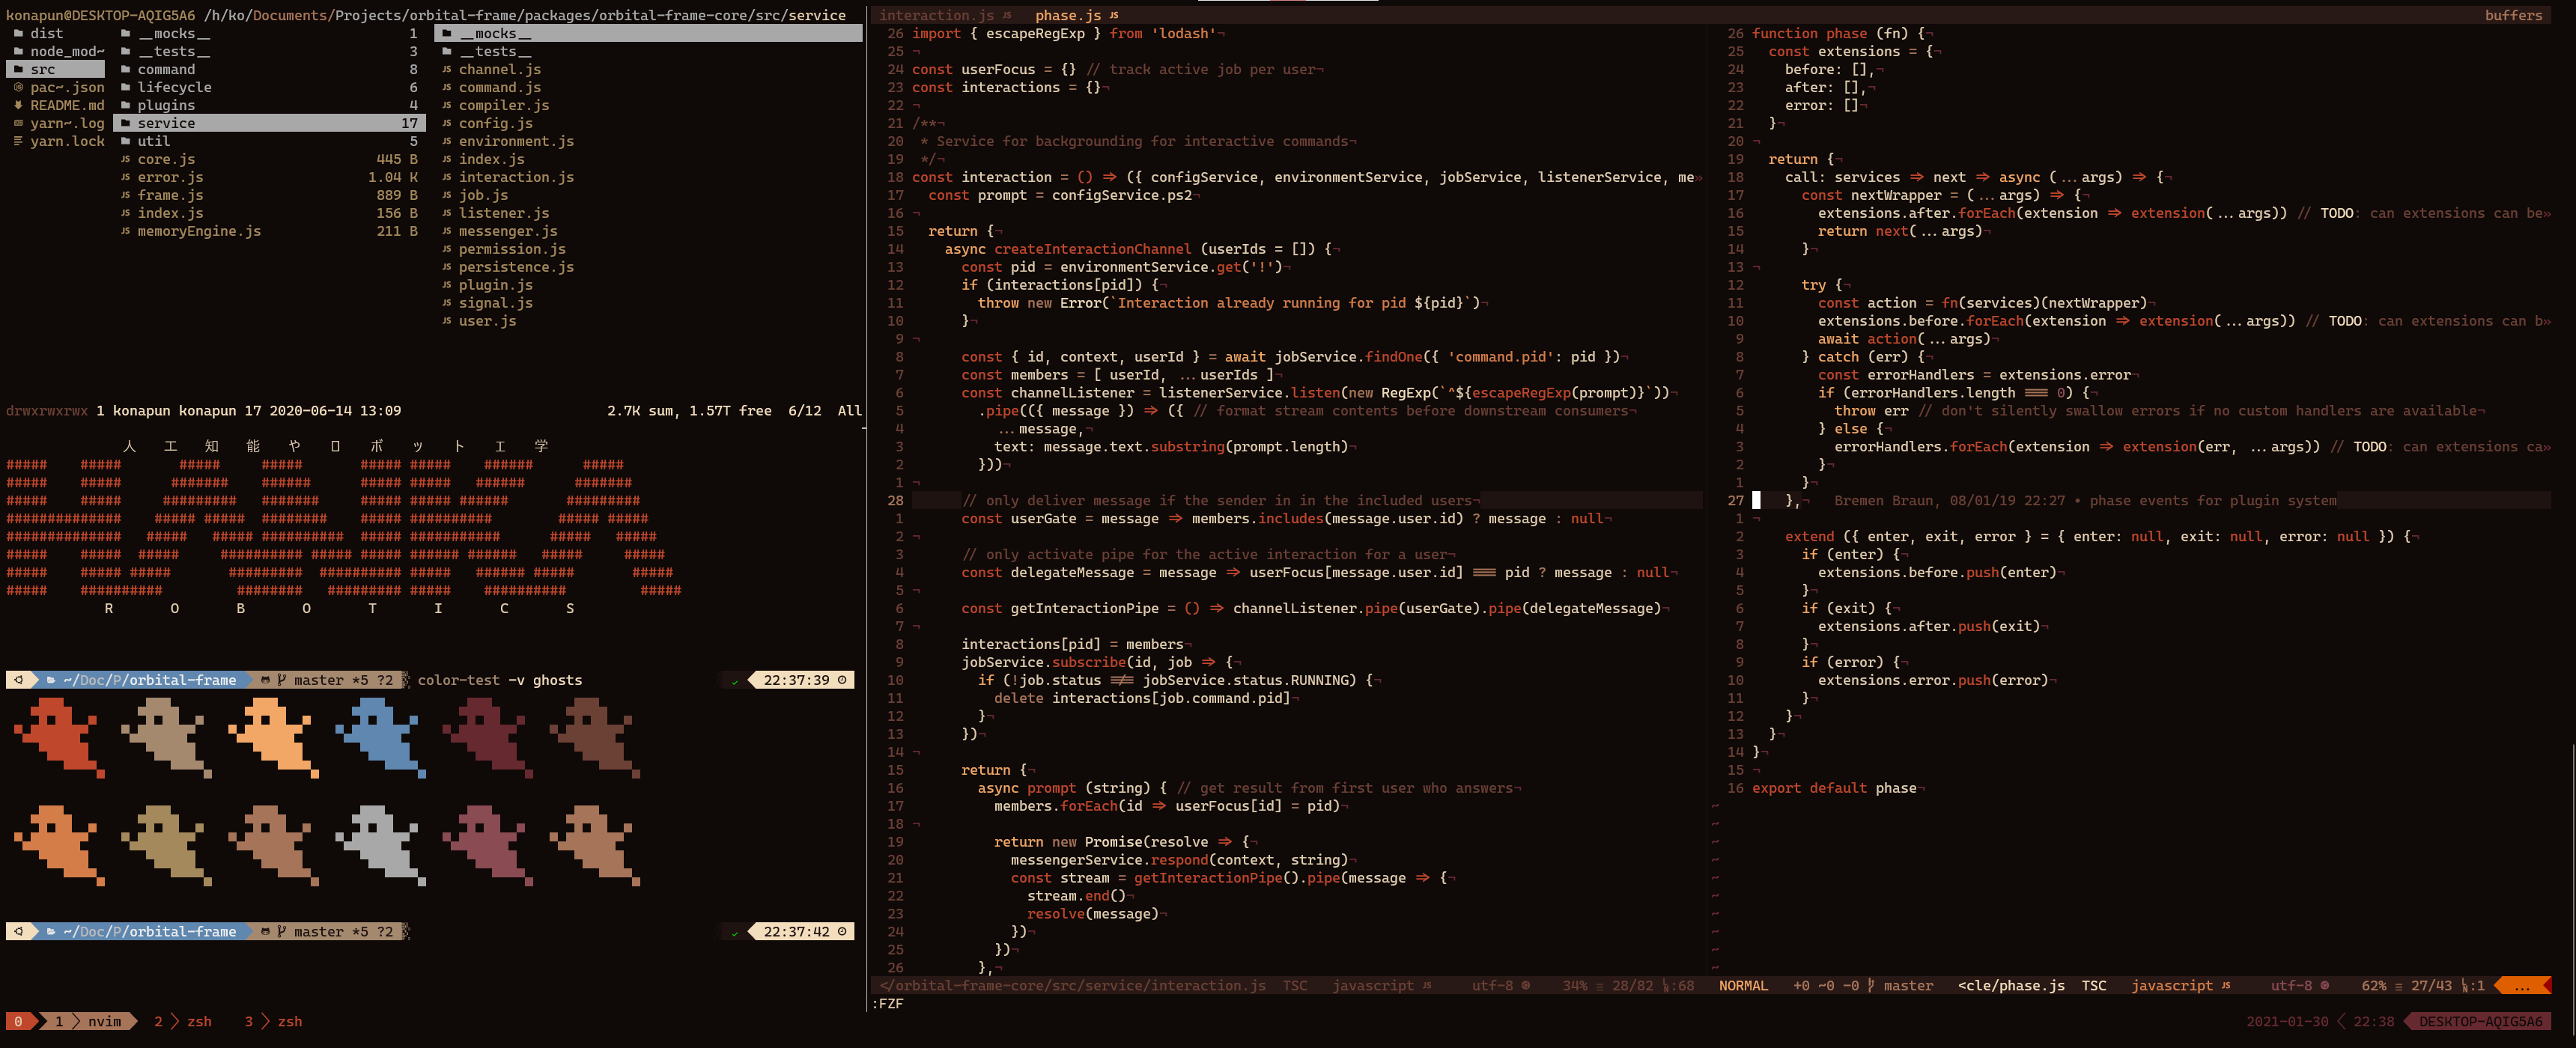 konapun@DESKTOP-AQIG5A6 /h/ko/Documents/Projects/orbital-frame/packages/orbital-frame-core/src/service
dist
node_mod~
src
pac~.json
README.md
yarn~.log
yarn.lock
__mocks__ 1
__tests__ 3
command 8
lifecycle 6
plugins 4
service 17
util 5
JS core.js 445 B
JS error.js 1.04 K
JS frame.js 889 B
JS index.js 156 B
JS memoryEngine.js 211 B
__mocks__
__tests__
JS channel.js
JS command.js
JS compiler.js
JS config.js
JS environment.js
JS index.js
JS interaction.js
JS job.js
JS listener.js
JS messenger.js
JS permission.js
JS persistence.js
JS plugin.js
JS signal.js
JS user.js
drwxrwxrwx 1 konapun konapun 17 2020-06-14 13:09 2.7K sum, 1.57T free 6/12 All
人 工 知 能 や ロ ボ ッ ト エ 学
R O B O T I C S
~/Doc/P/orbital-frame master *5 ?2 color-test -v ghosts 22:37:39
~/Doc/P/orbital-frame master *5 ?2 22:37:42
0 1 nvim 2 zsh 3 zsh
interaction.js JS phase.js JS buffers
26 import { escapeRegExp } from 'lodash'¬
25 ¬
24 const userFocus = {} // track active job per user¬
23 const interactions = {}¬
22 ¬
21 /**¬
20 * Service for backgrounding for interactive commands¬
19 */¬
18 const interaction = () => ({ configService, environmentService, jobService, listenerService, me»
17 const prompt = configService.ps2¬
16 ¬
15 return {¬
14 async createInteractionChannel (userIds = []) {¬
13 const pid = environmentService.get('!')¬
12 if (interactions[pid]) {¬
11 throw new Error(`Interaction already running for pid ${pid}`)¬
10 }¬
9 ¬
8 const { id, context, userId } = await jobService.findOne({ 'command.pid': pid })¬
7 const members = [ userId, ...userIds ]¬
6 const channelListener = listenerService.listen(new RegExp(`^${escapeRegExp(prompt)}`))¬
5 .pipe(({ message }) => ({ // format stream contents before downstream consumers¬
4 ...message,¬
3 text: message.text.substring(prompt.length)¬
2 }))¬
1 ¬
28 // only deliver message if the sender in in the included users¬
1 const userGate = message => members.includes(message.user.id) ? message : null¬
2 ¬
3 // only activate pipe for the active interaction for a user¬
4 const delegateMessage = message => userFocus[message.user.id] === pid ? message : null¬
5 ¬
6 const getInteractionPipe = () => channelListener.pipe(userGate).pipe(delegateMessage)¬
7 ¬
8 interactions[pid] = members¬
9 jobService.subscribe(id, job => {¬
10 if (!job.status !== jobService.status.RUNNING) {¬
11 delete interactions[job.command.pid]¬
12 }¬
13 })¬
14 ¬
15 return {¬
16 async prompt (string) { // get result from first user who answers¬
17 members.forEach(id => userFocus[id] = pid)¬
18 ¬
19 return new Promise(resolve => {¬
20 messengerService.respond(context, string)¬
21 const stream = getInteractionPipe().pipe(message => {¬
22 stream.end()¬
23 resolve(message)¬
24 })¬
25 })¬
26 },¬
</orbital-frame-core/src/service/interaction.js TSC javascript JS utf-8 34% ≡ 28/82 :68
:FZF
26 function phase (fn) {¬
25 const extensions = {¬
24 before: [],¬
23 after: [],¬
22 error: []¬
21 }¬
20 ¬
19 return {¬
18 call: services => next => async (...args) => {¬
17 const nextWrapper = (...args) => {¬
16 extensions.after.forEach(extension => extension(...args)) // TODO: can extensions can be»
15 return next(...args)¬
14 }¬
13 ¬
12 try {¬
11 const action = fn(services)(nextWrapper)¬
10 extensions.before.forEach(extension => extension(...args)) // TODO: can extensions can b»
9 await action(...args)¬
8 } catch (err) {¬
7 const errorHandlers = extensions.error¬
6 if (errorHandlers.length === 0) {¬
5 throw err // don't silently swallow errors if no custom handlers are available¬
4 } else {¬
3 errorHandlers.forEach(extension => extension(err, ...args)) // TODO: can extensions ca»
2 }¬
1 }¬
27 },¬ Bremen Braun, 08/01/19 22:27 • phase events for plugin system
1 ¬
2 extend ({ enter, exit, error } = { enter: null, exit: null, error: null }) {¬
3 if (enter) {¬
4 extensions.before.push(enter)¬
5 }¬
6 if (exit) {¬
7 extensions.after.push(exit)¬
8 }¬
9 if (error) {¬
10 extensions.error.push(error)¬
11 }¬
12 }¬
13 }¬
14 }¬
15 ¬
16 export default phase¬
NORMAL +0 ~0 -0 master <cle/phase.js TSC javascript JS utf-8 62% ≡ 27/43 :1 ...
2021-01-30 22:38 DESKTOP-AQIG5A6